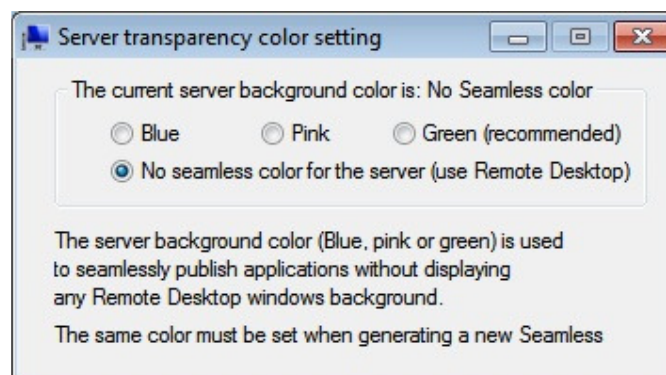 Server transparency color setting
The current server background color is: No Seamless color
Blue Pink Green (recommended)
No seamless color for the server (use Remote Desktop)
The server background color (Blue, pink or green) is used
to seamlessly publish applications without displaying
any Remote Desktop windows background.
The same color must be set when generating a new Seamless